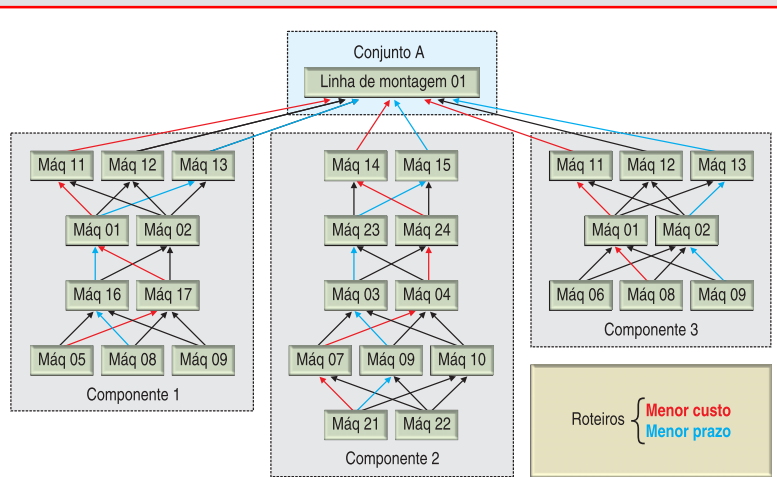 Conjunto A
Linha de montagem 01
Máq 11 Máq 12 Máq 13
Máq 01 Máq 02
Máq 16 Máq 17
Máq 05 Máq 08 Máq 09
Componente 1
Máq 14 Máq 15
Máq 23 Máq 24
Máq 03 Máq 04
Máq 07 Máq 09 Máq 10
Máq 21 Máq 22
Componente 2
Máq 11 Máq 12 Máq 13
Máq 01 Máq 02
Máq 06 Máq 08 Máq 09
Componente 3
Roteiros
Menor custo
Menor prazo